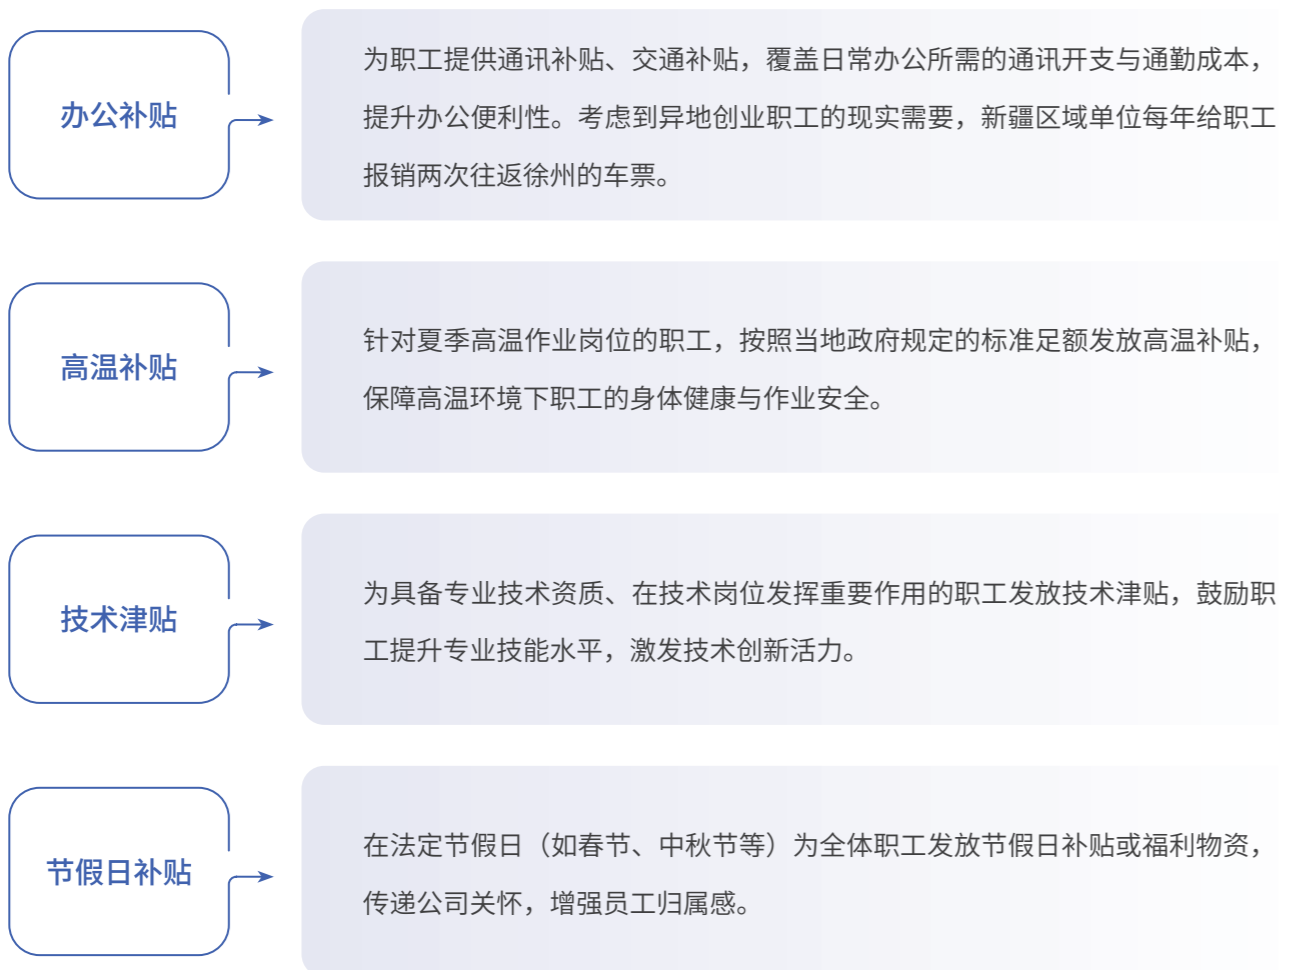 办公补贴
为职工提供通讯补贴、交通补贴，覆盖日常办公所需的通讯开支与通勤成本，
提升办公便利性。考虑到异地创业职工的现实需要，新疆区域单位每年给职工
报销两次往返徐州的车票。
高温补贴
针对夏季高温作业岗位的职工，按照当地政府规定的标准足额发放高温补贴，
保障高温环境下职工的身体健康与作业安全。
技术津贴
为具备专业技术资质、在技术岗位发挥重要作用的职工发放技术津贴，鼓励职
工提升专业技能水平，激发技术创新活力。
节假日补贴
在法定节假日（如春节、中秋节等）为全体职工发放节假日补贴或福利物资，
传递公司关怀，增强员工归属感。